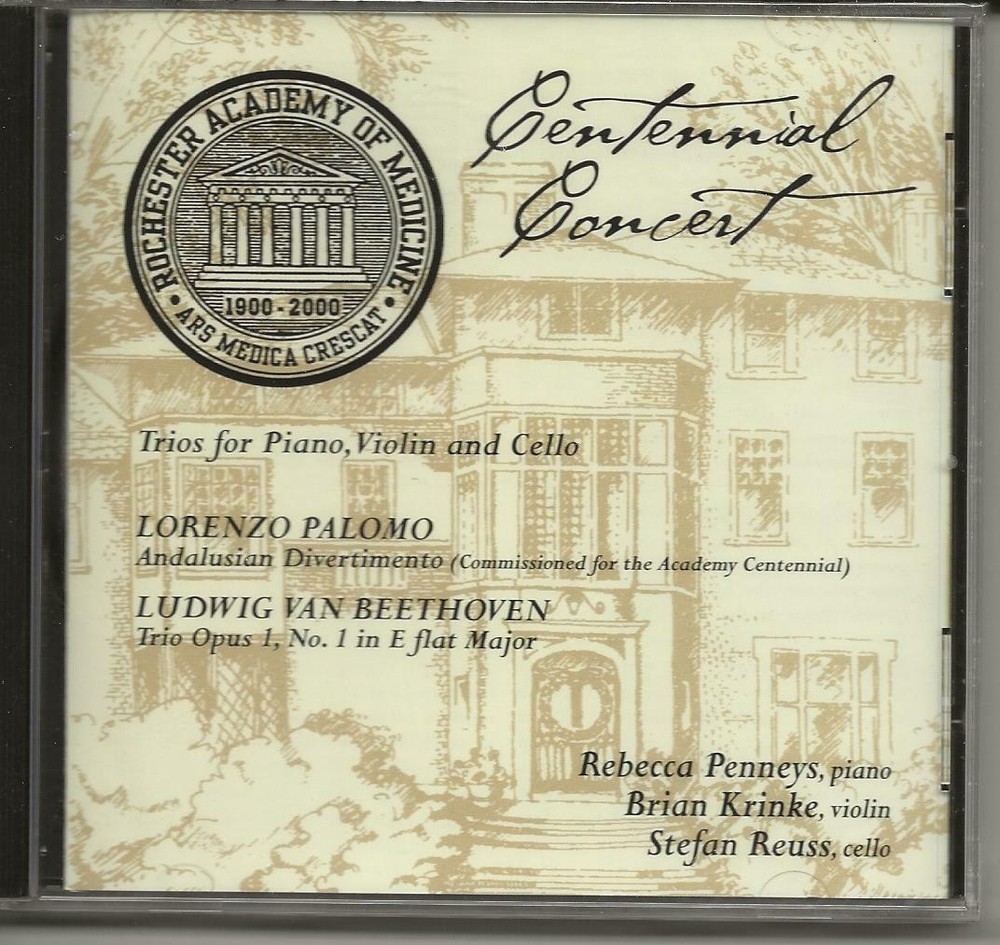 ROCHESTER ACADEMY OF MEDICINE
1900-2000
• ARS MEDICA CRESCAT •
Centennial
Concert
Trios for Piano, Violin and Cello
LORENZO PALOMO
Andalusian Divertimento (Commissioned for the Academy Centennial)
LUDWIG VAN BEETHOVEN
Trio Opus 1, No. 1 in E flat Major
Rebecca Penneys, piano
Brian Krinke, violin
Stefan Reuss, cello